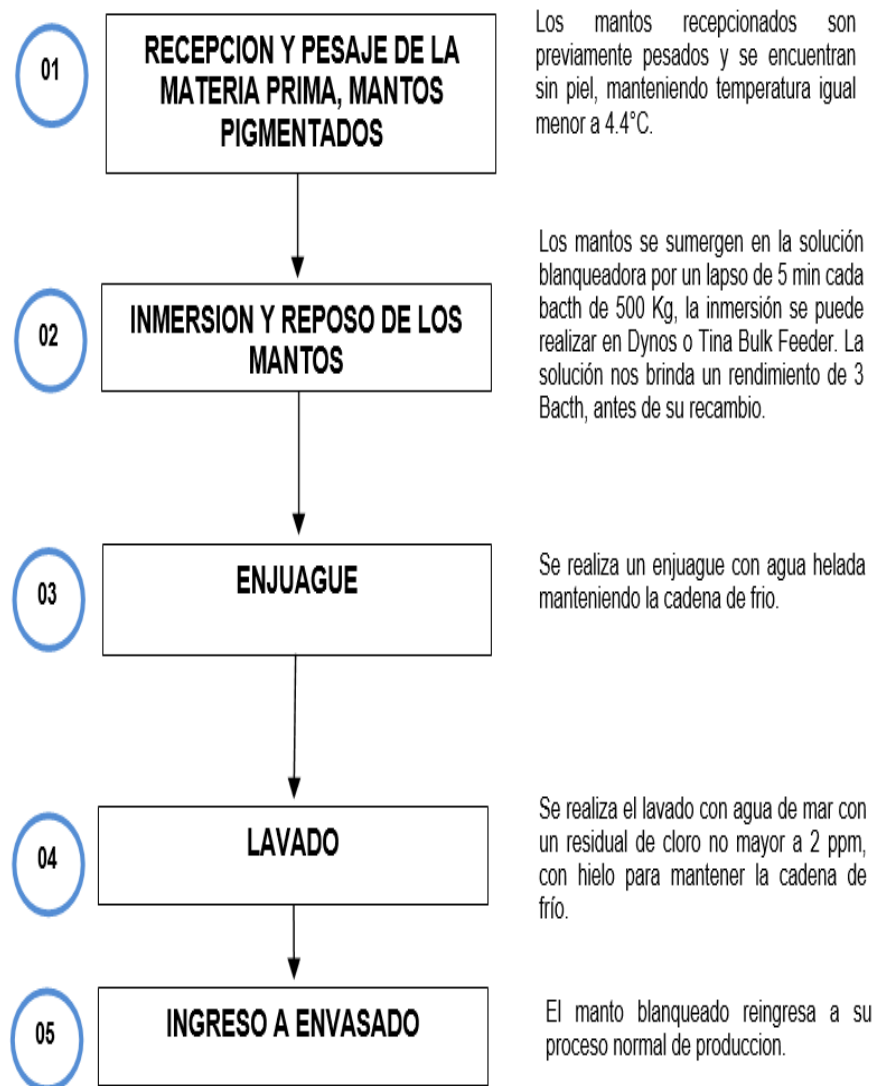 01
RECEPCION Y PESAJE DE LA
MATERIA PRIMA, MANTOS
PIGMENTADOS
Los mantos recepcionados son
previamente pesados y se encuentran
sin piel, manteniendo temperatura igual
menor a 4.4°C.
02
INMERSION Y REPOSO DE LOS
MANTOS
Los mantos se sumergen en la solución
blanqueadora por un lapso de 5 min cada
bacth de 500 Kg, la inmersión se puede
realizar en Dynos o Tina Bulk Feeder. La
solución nos brinda un rendimiento de 3
Bacth, antes de su recambio.
03
ENJUAGUE
Se realiza un enjuague con agua helada
manteniendo la cadena de frio.
04
LAVADO
Se realiza el lavado con agua de mar con
un residual de cloro no mayor a 2 ppm,
con hielo para mantener la cadena de
frío.
05
INGRESO A ENVASADO
El manto blanqueado reingresa a su
proceso normal de produccion.